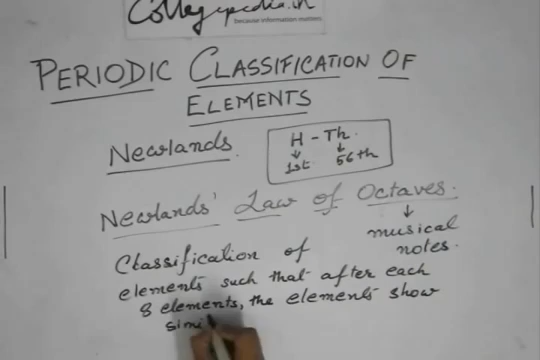 Collegepedia.in
because information matters
PERIODIC CLASSIFICATION OF
ELEMENTS
Newlands.
H - Th.
↓ ↓
1st. 56th
Newlands' Law of Octaves.
↓
musical
notes.
Classification of
elements such that after each
8 elements, the elements show
simi